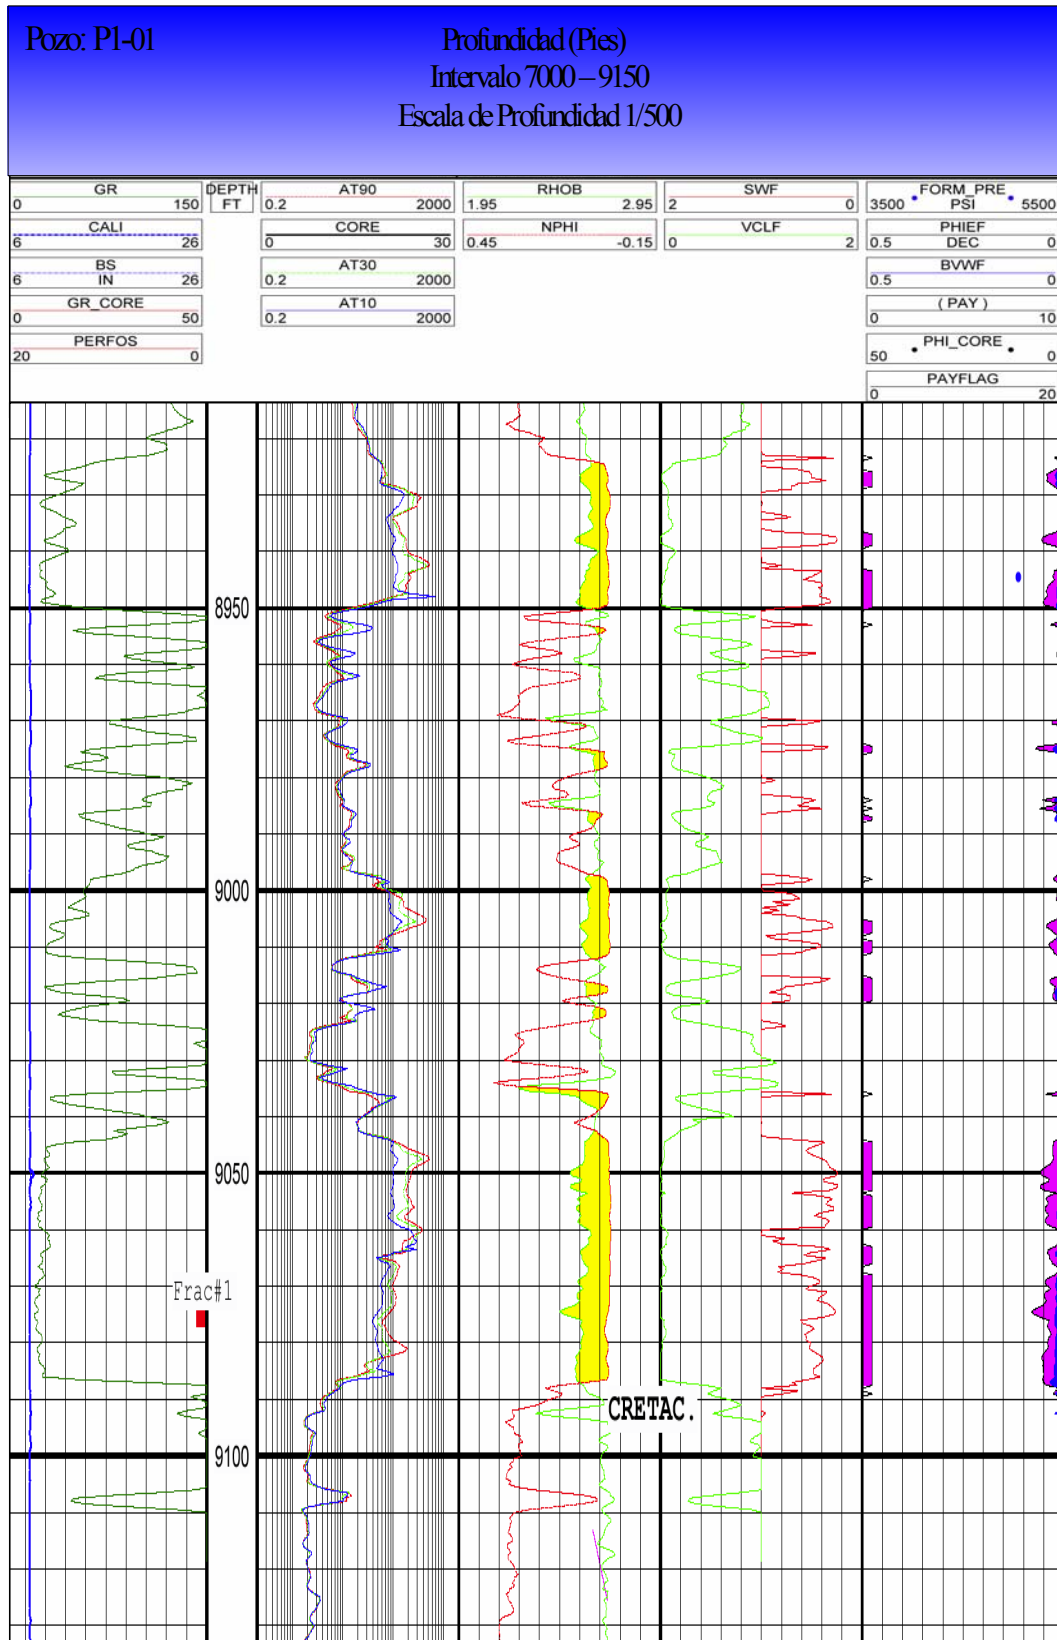 Pozo: P1-01
Profundidad (Pies)
Intervalo 7000 – 9150
Escala de Profundidad 1/500
GR DEPTH AT90 RHOB SWF FORM_PRE
0 150 FT 0.2 2000 1.95 2.95 2 0 3500 PSI 5500
CALI CORE NPHI VCLF PHIEF
6 26 0 30 0.45 -0.15 0 2 0.5 DEC 0
BS AT30 BVWF
6 IN 26 0.2 2000 0.5 0
GR_CORE AT10 ( PAY )
0 50 0.2 2000 0 10
PERFOS PHI_CORE
20 0 50 0
PAYFLAG
0 20
8950
9000
9050
Frac#1
CRETAC.
9100